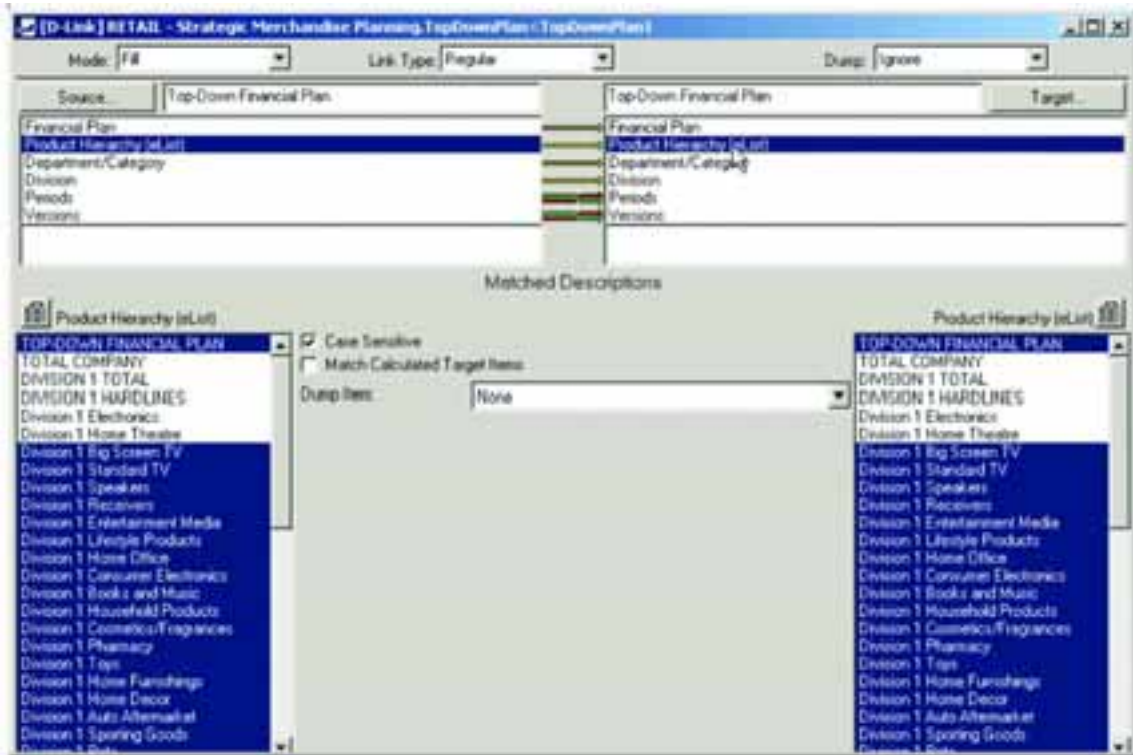 [D-Link] RETAIL - Strategic Merchandise Planning.TopDownPlan<TopDownPlan1
Mode: Fill Link Type: Regular Dump: Ignore
Source... Top-Down Financial Plan Top-Down Financial Plan Target...
Financial Plan Financial Plan
Product Hierarchy (eList) Product Hierarchy (eList)
Department/Category Department/Category
Division Division
Periods Periods
Versions Versions
Matched Descriptions
Product Hierarchy (eList) Product Hierarchy (eList)
TOP-DOWN FINANCIAL PLAN Case Sensitive TOP-DOWN FINANCIAL PLAN
TOTAL COMPANY Match Calculated Target Items TOTAL COMPANY
DIVISION 1 TOTAL DIVISION 1 TOTAL
DIVISION 1 HARDLINES Dump Item: None DIVISION 1 HARDLINES
Division 1 Electronics Division 1 Electronics
Division 1 Home Theatre Division 1 Home Theatre
Division 1 Big Screen TV Division 1 Big Screen TV
Division 1 Standard TV Division 1 Standard TV
Division 1 Speakers Division 1 Speakers
Division 1 Receivers Division 1 Receivers
Division 1 Entertainment Media Division 1 Entertainment Media
Division 1 Lifestyle Products Division 1 Lifestyle Products
Division 1 Home Office Division 1 Home Office
Division 1 Consumer Electronics Division 1 Consumer Electronics
Division 1 Books and Music Division 1 Books and Music
Division 1 Household Products Division 1 Household Products
Division 1 Cosmetics/Fragrances Division 1 Cosmetics/Fragrances
Division 1 Pharmacy Division 1 Pharmacy
Division 1 Toys Division 1 Toys
Division 1 Home Furnishings Division 1 Home Furnishings
Division 1 Home Decor Division 1 Home Decor
Division 1 Auto Aftermarket Division 1 Auto Aftermarket
Division 1 Sporting Goods Division 1 Sporting Goods